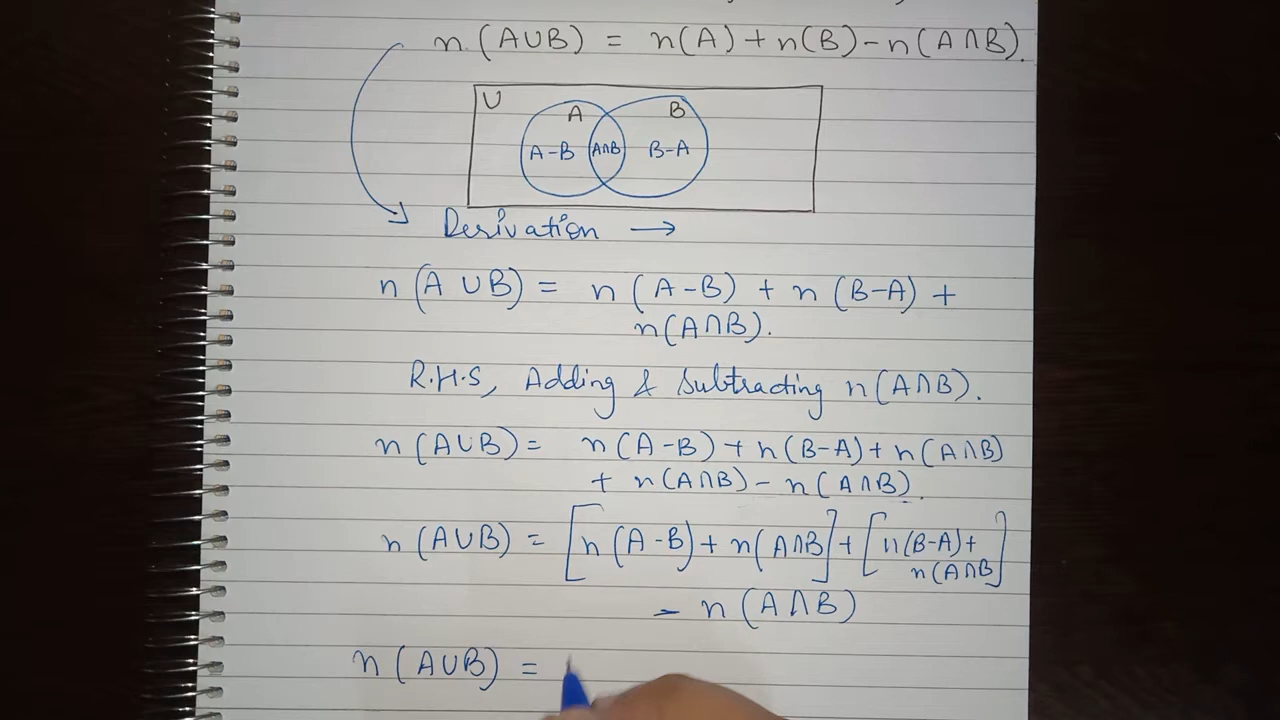 n (A∪B) = n(A) + n(B) - n(A∩B).
U
A B
A-B A∩B B-A
Derivation →
n (A ∪B) = n (A-B) + n (B-A) +
n(A∩B).
R.H.S, Adding & Subtracting n(A∩B).
n (A∪B) = n(A-B) + n(B-A) + n(A∩B)
+ n(A∩B) - n(A∩B).
n (A∪B) = [n (A-B) + n(A∩B] + [n(B-A) +
n(A∩B]
- n (A∩B)
n (A∪B) =